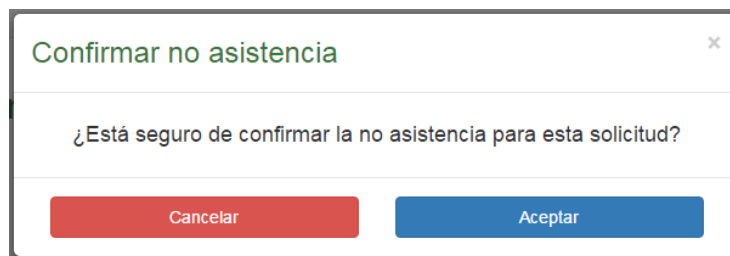 Confirmar no asistencia
×
¿Está seguro de confirmar la no asistencia para esta solicitud?
Cancelar
Aceptar